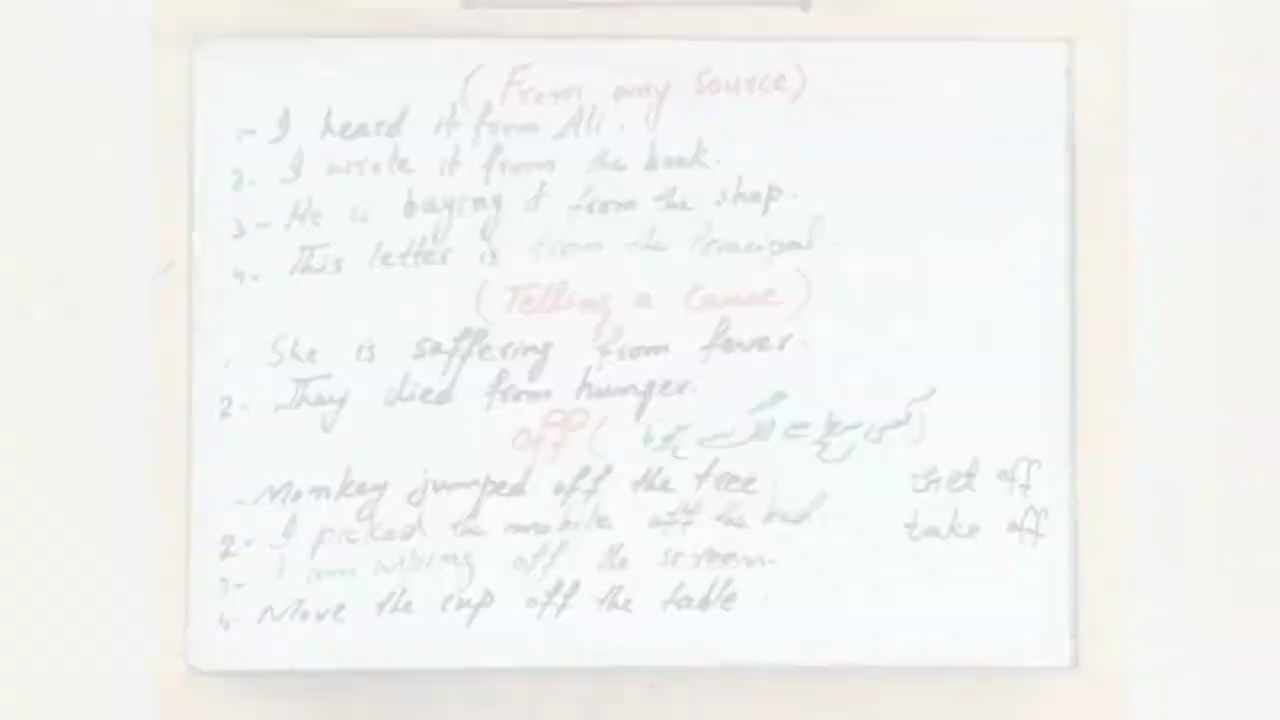 (From any source)
1- I heard it from Ali.
2- I wrote it from the book.
3- He is buying it from the shop.
4- This letter is from the Principal.
(Telling a Cause)
. She is suffering from fever.
2- They died from hunger.
off (
- Monkey jumped off the tree.
get off
2- I picked the mobile off the bed
take off
3- I am wiping off the screen.
4- Move the cup off the table.